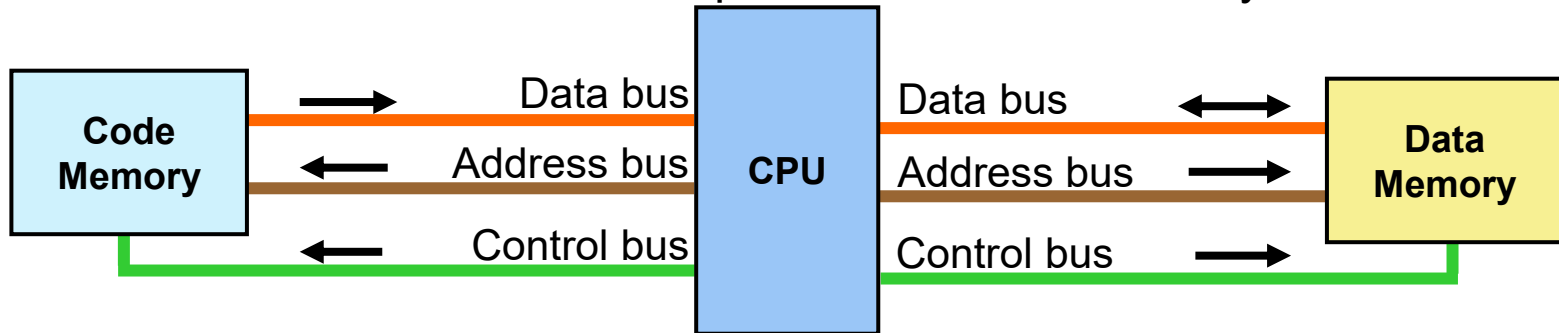 Code
Memory
Data bus
Address bus
Control bus
CPU
Data bus
Address bus
Control bus
Data
Memory